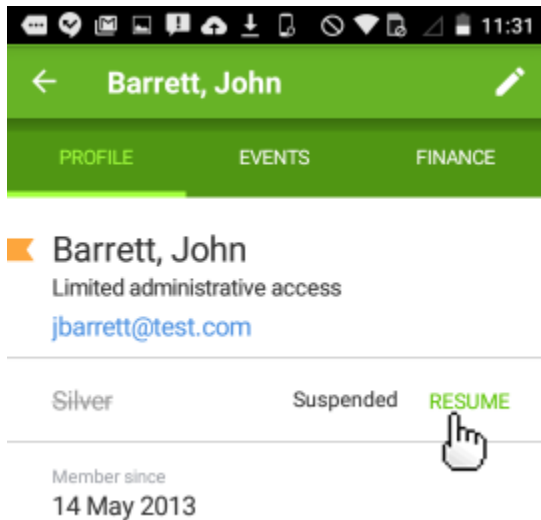 11:31
Barrett, John
PROFILE EVENTS FINANCE
Barrett, John
Limited administrative access
jbarrett@test.com
Silver Suspended RESUME
Member since
14 May 2013